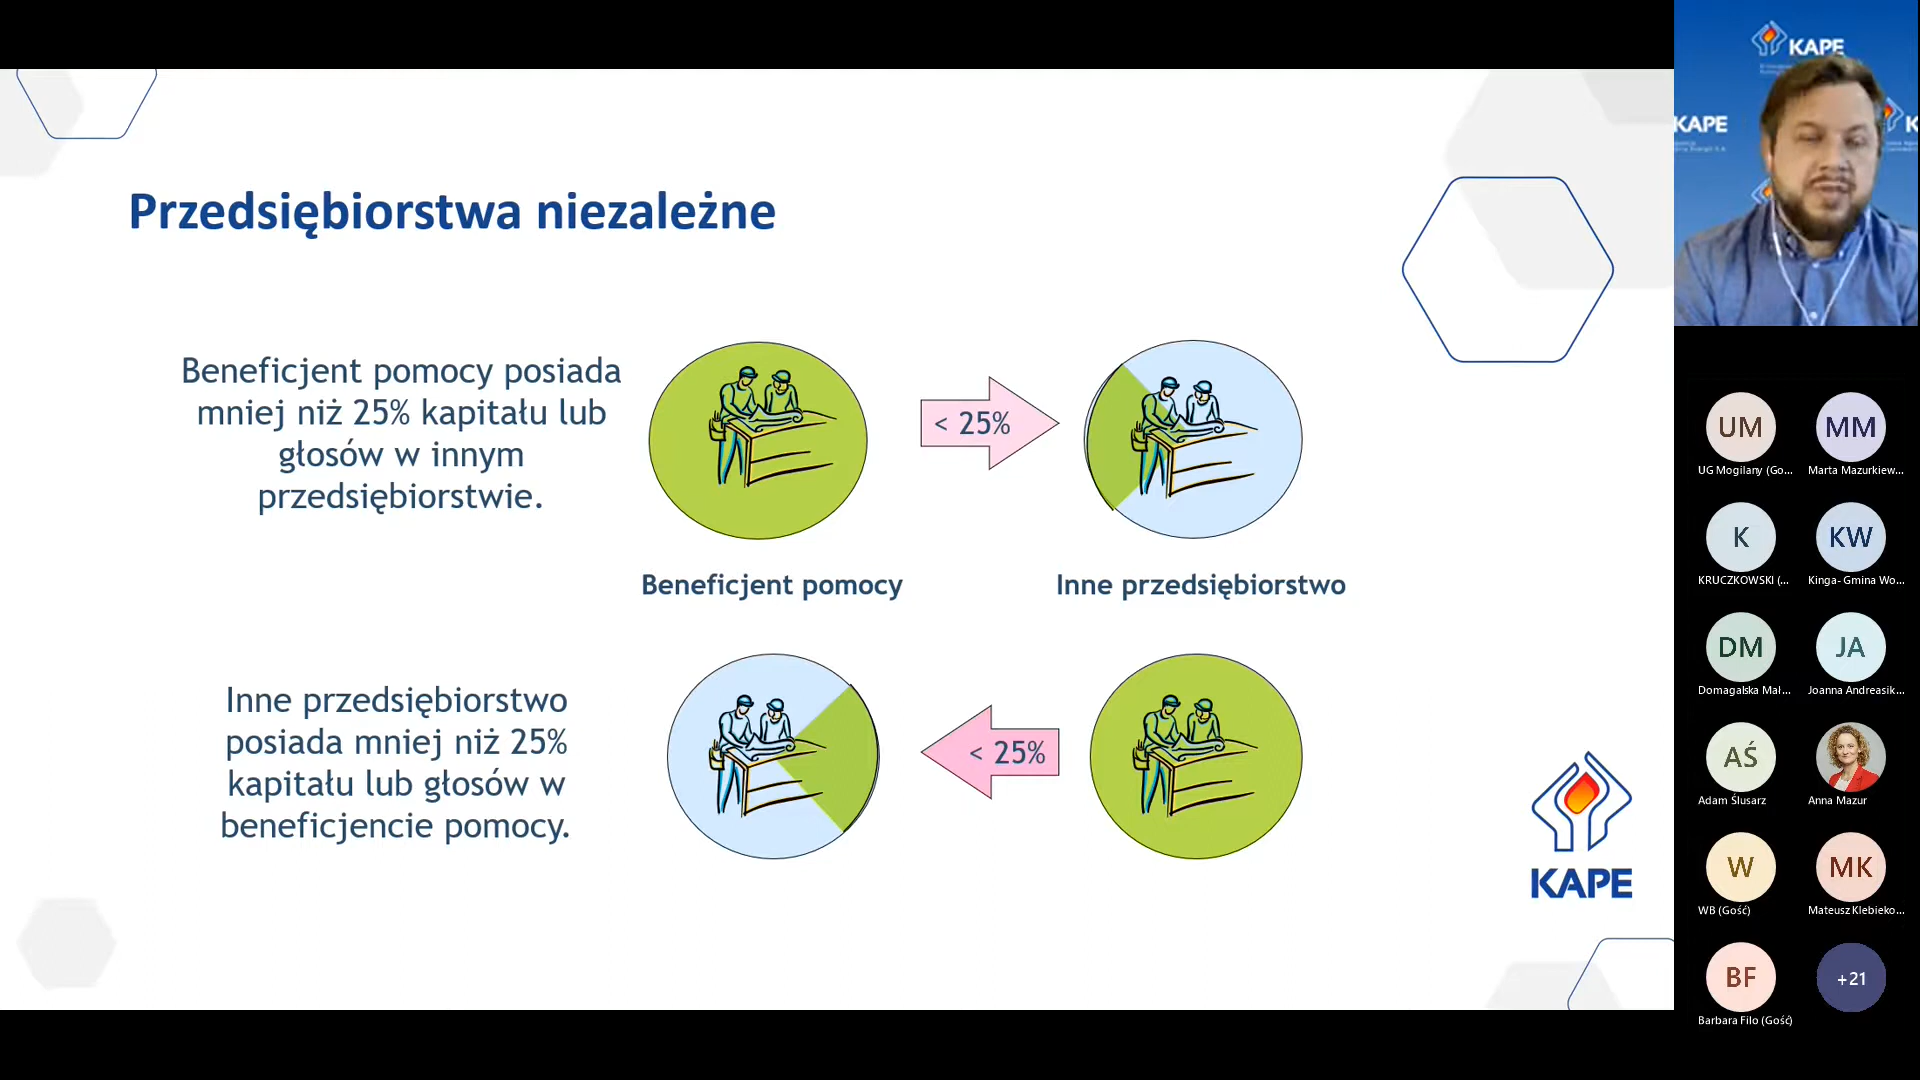 Przedsiębiorstwa niezależne
Beneficjent pomocy posiada
mniej niż 25% kapitału lub
głosów w innym
przedsiębiorstwie.
< 25%
Beneficjent pomocy
Inne przedsiębiorstwo
Inne przedsiębiorstwo
posiada mniej niż 25%
kapitału lub głosów w
beneficjencie pomocy.
< 25%
KAPE
KAPE
KAPE
UM
UG Mogilany (Go...
MM
Marta Mazurkiew...
K
KRUCZKOWSKI (...
KW
Kinga- Gmina Wo...
DM
Domagalska Mał...
JA
Joanna Andreasik...
AŚ
Adam Ślusarz
Anna Mazur
W
WB (Gość)
MK
Mateusz Klebieko...
BF
Barbara Filo (Gość)
+21